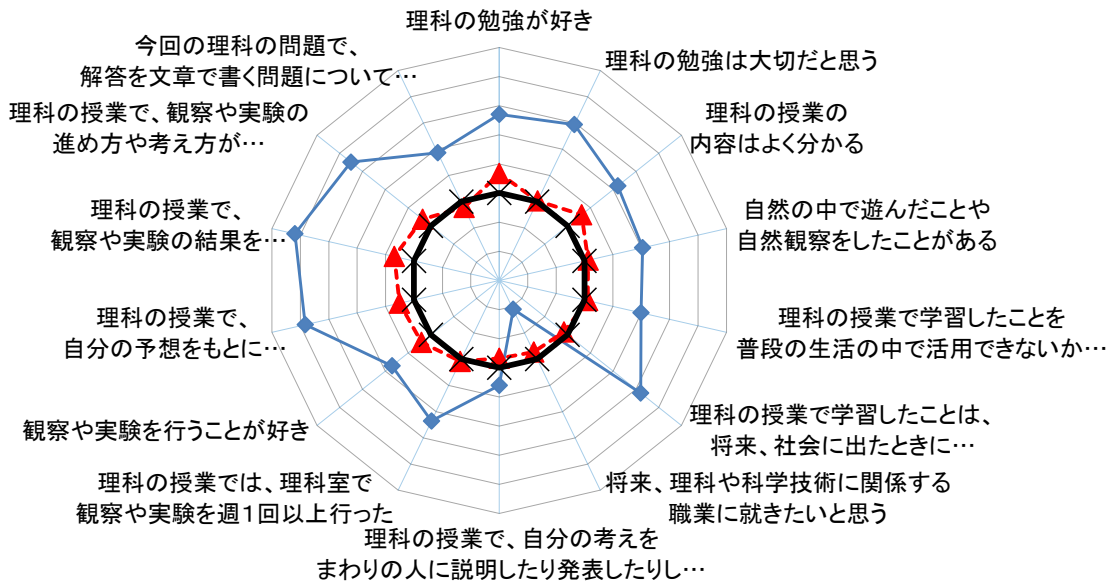 理科の勉強が好き
理科の勉強は大切だと思う
理科の授業の
内容はよく分かる
自然の中で遊んだことや
自然観察をしたことがある
理科の授業で学習したことを
普段の生活の中で活用できないか…
理科の授業で学習したことは、
将来、社会に出たときに…
将来、理科や科学技術に関係する
職業に就きたいと思う
理科の授業で、自分の考えを
まわりの人に説明したり発表したりし…
理科の授業では、理科室で
観察や実験を週１回以上行った
観察や実験を行うことが好き
理科の授業で、
自分の予想をもとに…
理科の授業で、
観察や実験の結果を…
理科の授業で、観察や実験の
進め方や考え方が…
今回の理科の問題で、
解答を文章で書く問題について…